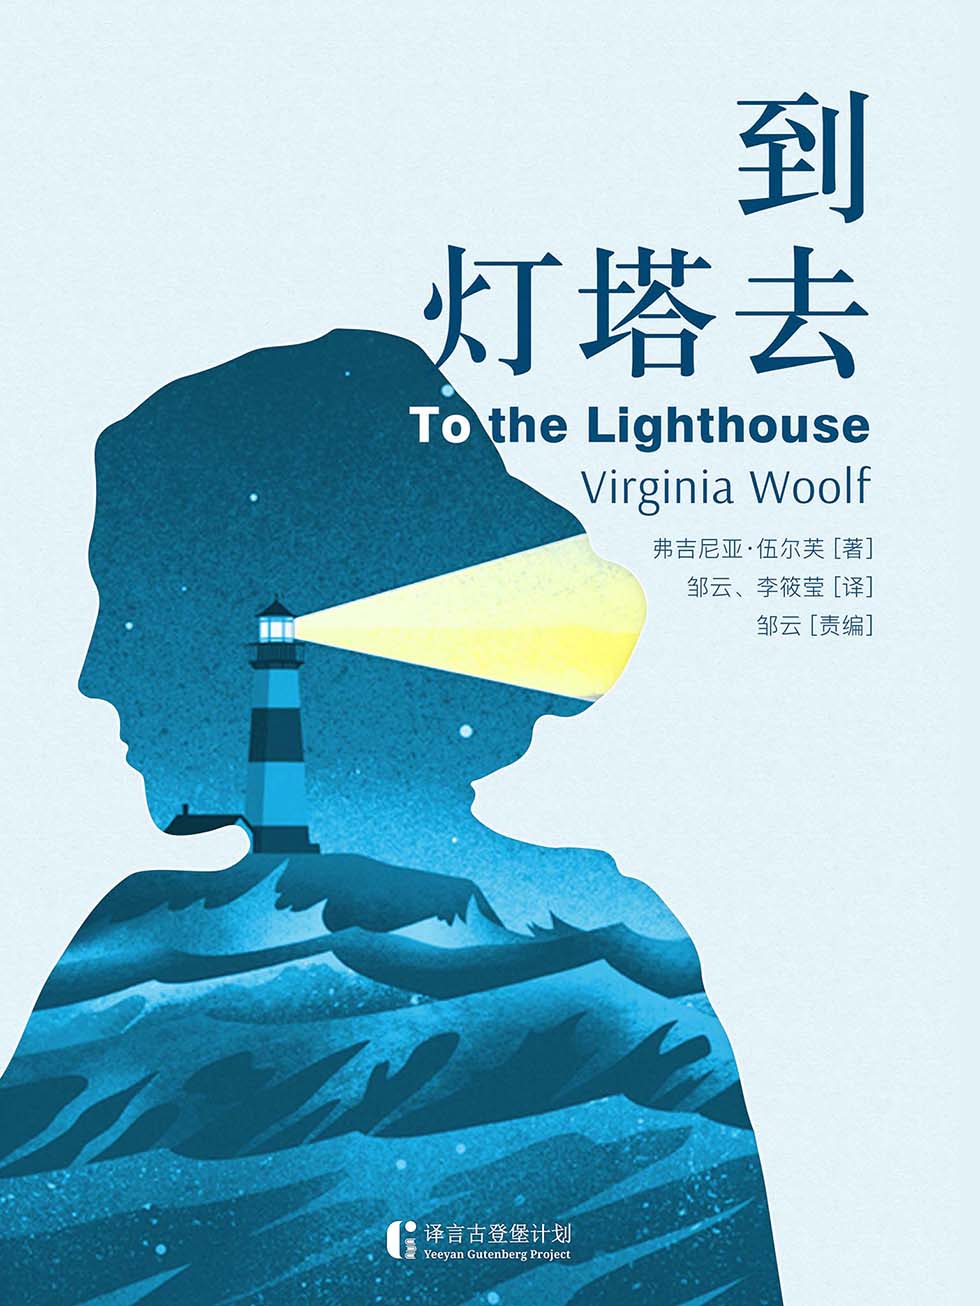 到
灯塔去
To the Lighthouse
Virginia Woolf
弗吉尼亚·伍尔芙 [著]
邹云、李筱莹 [译]
邹云 [责编]
译言古登堡计划
Yeeyan Gutenberg Project